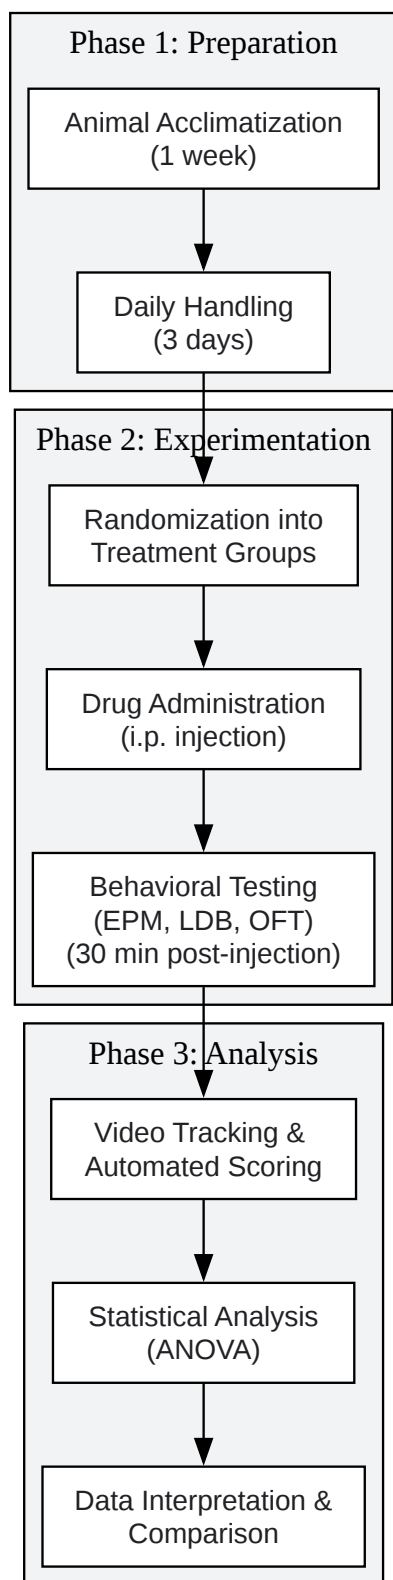 Phase 1: Preparation
Animal Acclimatization
(1 week)
Daily Handling
(3 days)
Phase 2: Experimentation
Randomization into
Treatment Groups
Drug Administration
(i.p. injection)
Behavioral Testing
(EPM, LDB, OFT)
(30 min post-injection)
Phase 3: Analysis
Video Tracking &
Automated Scoring
Statistical Analysis
(ANOVA)
Data Interpretation &
Comparison